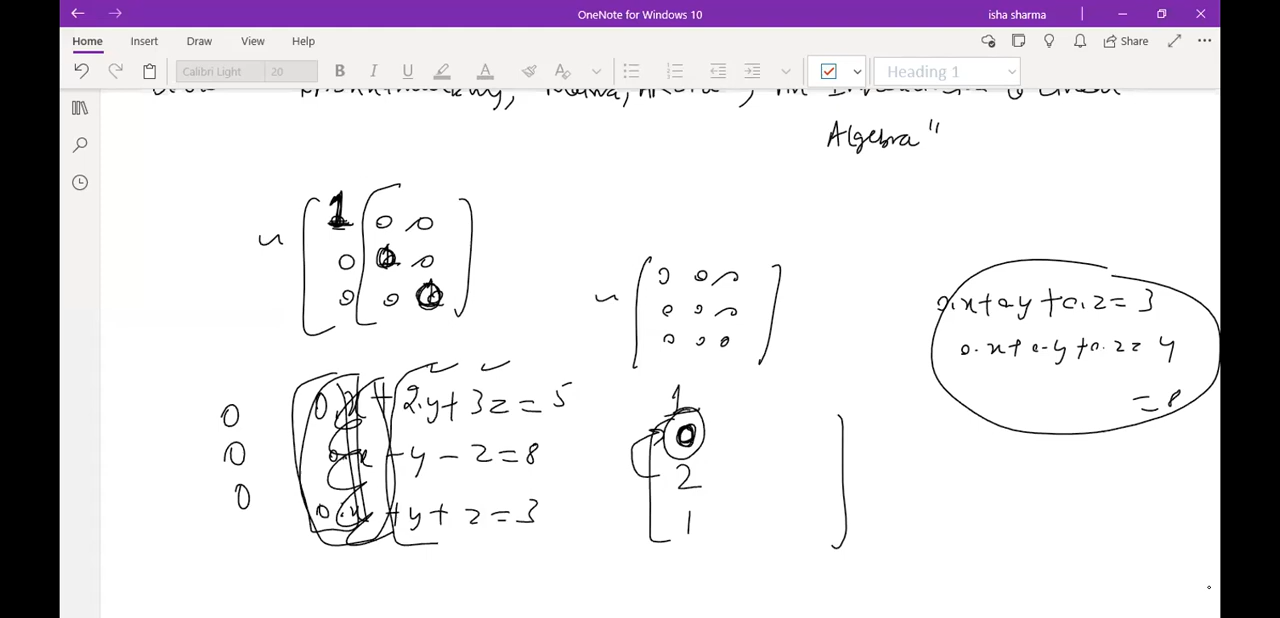 OneNote for Windows 10
isha sharma
Home Insert Draw View Help
Share
Calibri Light 20 B I U A Heading 1
Algebra"
~ [ 1 0 0
0 1 0
0 0 1 ]
~ [ 0 0 0
0 0 0
0 0 0 ]
0.x+0.y+0.z=3
0.x+0.y+0.z=4
=8
0 0.x+2.y+3z=5
0 0.x-y-z=8
0 0.x+y+z=3
1
0
2
1